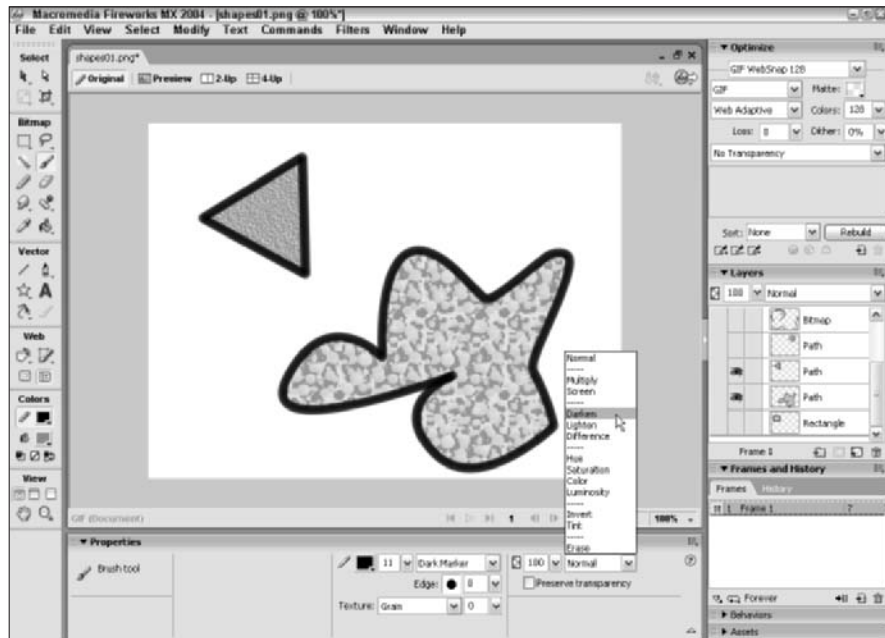 Macromedia Fireworks MX 2004 - [shapes01.png @ 100%*]
File Edit View Select Modify Text Commands Filters Window Help
Select
Bitmap
Vector
Web
Colors
View
shapes01.png*
Original Preview 2-Up 4-Up
Normal
-----
Multiply
Screen
-----
Darken
Lighten
Difference
-----
Hue
Saturation
Color
Luminosity
-----
Invert
Tint
-----
Erase
GIF (Document)
1
100%
Properties
Brush tool
11 Dark Marker
Edge: 8
Texture: Grain 0
100 Normal
Preserve transparency
Optimize
GIF WebSnap 128
GIF Matte:
Web Adaptive Colors: 128
Loss: 0 Dither: 0%
No Transparency
Sort: None Rebuild
Layers
100 Normal
Bitmap
Path
Path
Path
Rectangle
Frame 1
Frames and History
Frames History
1 Frame 1 7
Forever
Behaviors
Assets